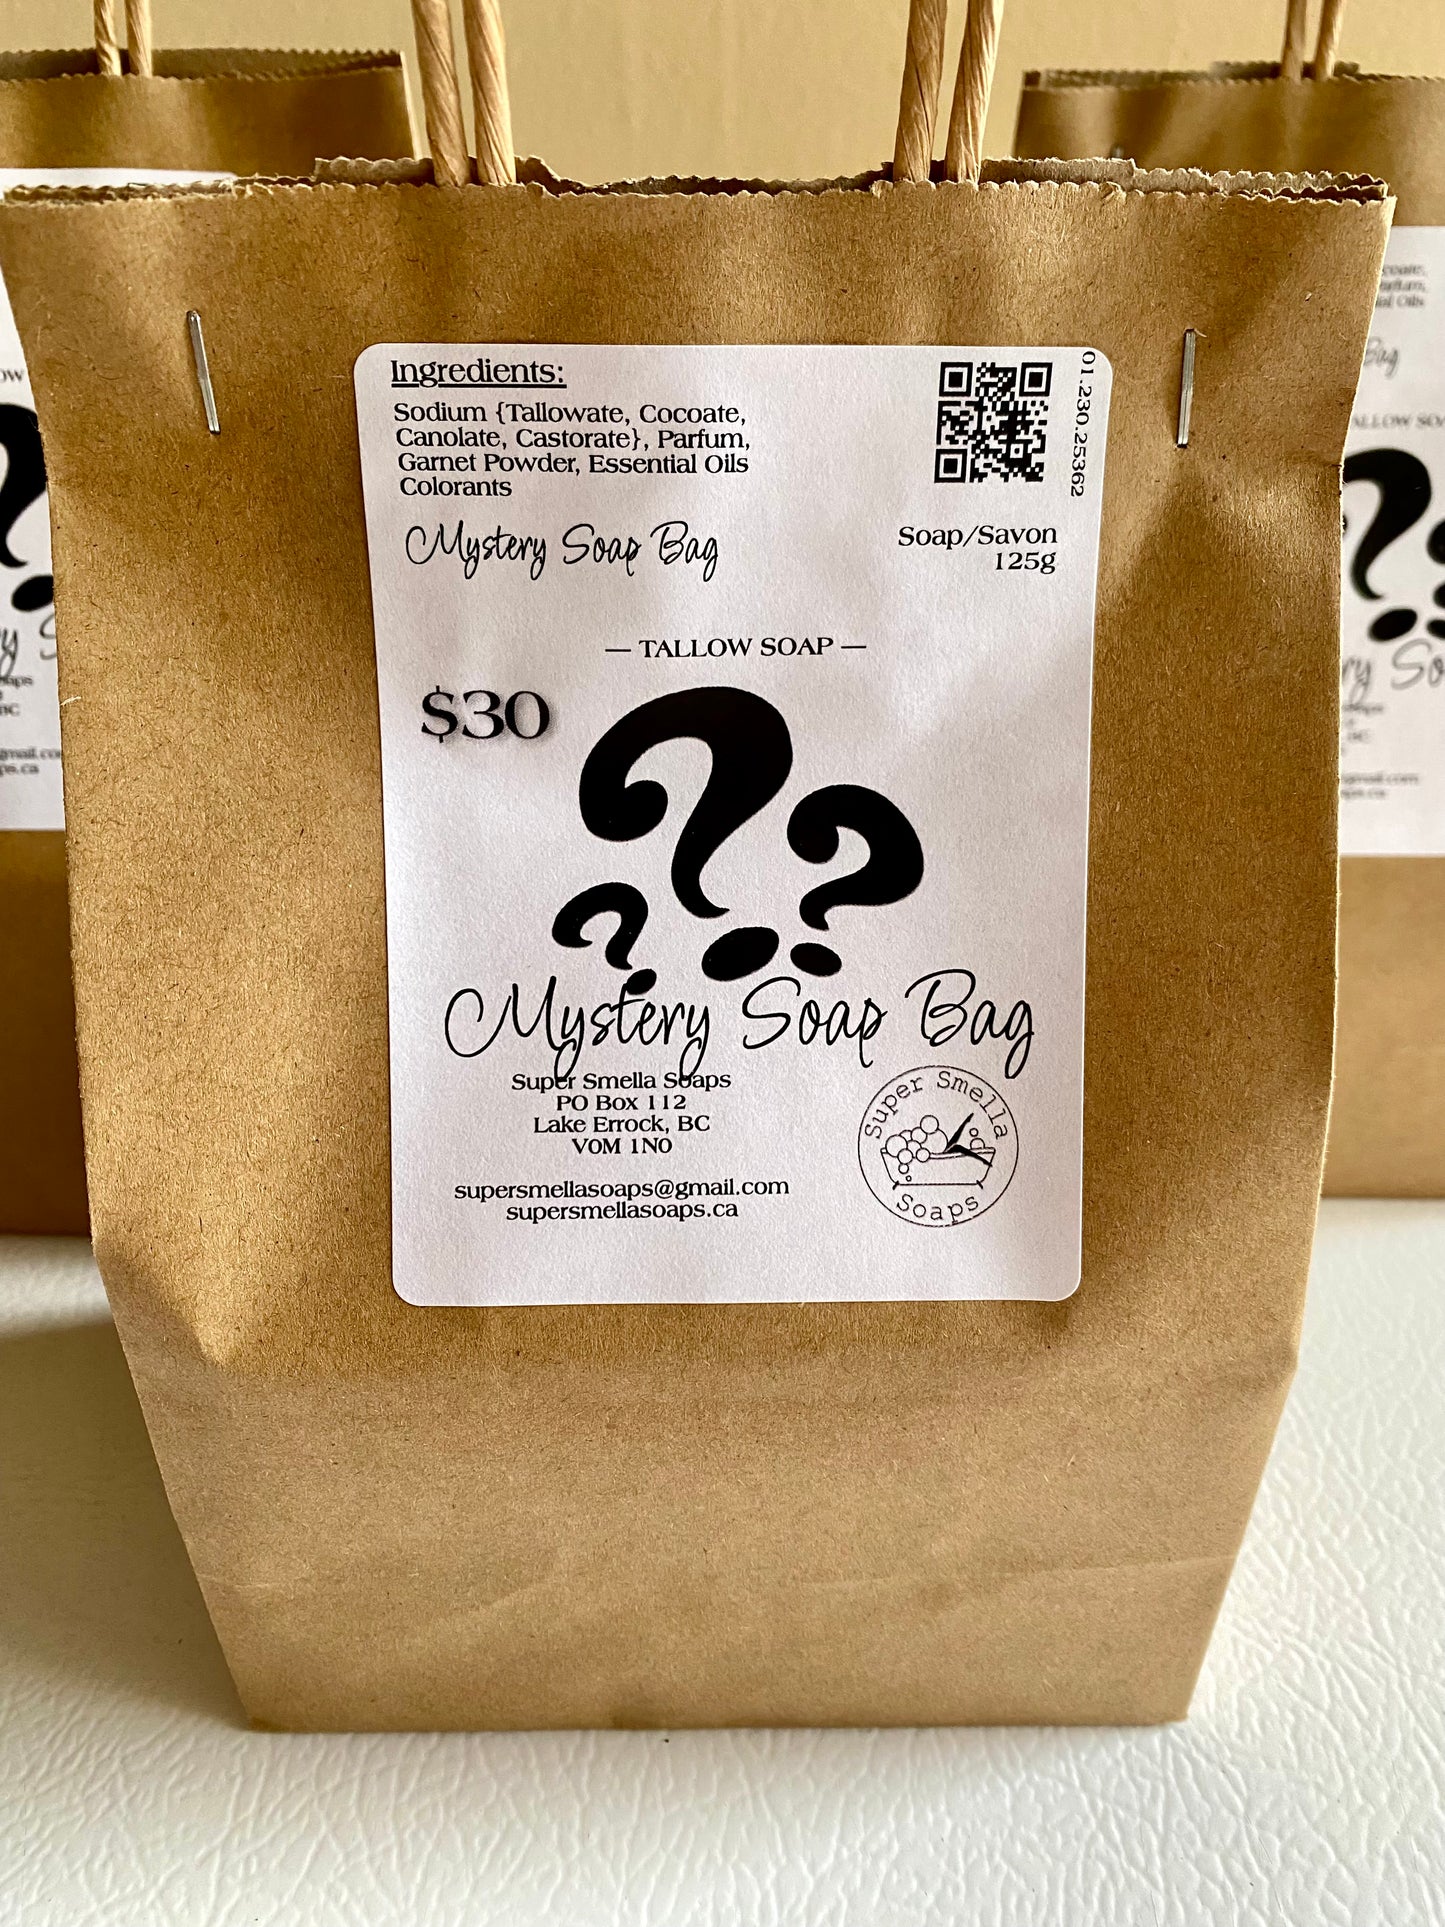 Ingredients:
Sodium {Tallowate, Cocoate,
Canolate, Castorate}, Parfum,
Garnet Powder, Essential Oils
Colorants
01.230.25362
Mystery Soap Bag
Soap/Savon
125g
— TALLOW SOAP —
$30
? ? ?
Mystery Soap Bag
Super Smella Soaps
PO Box 112
Lake Errock, BC
V0M 1N0
supersmellasoaps@gmail.com
supersmellasoaps.ca
Super Smella
Soaps
Bag